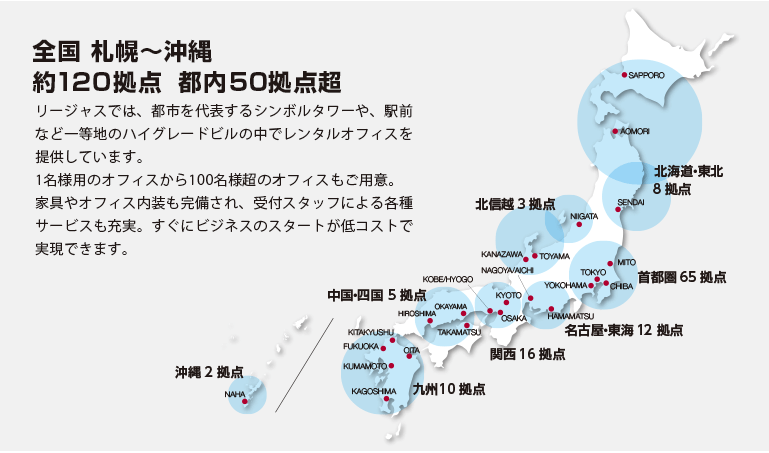 全国 札幌～沖縄
約120拠点 都内50拠点超
リージャスでは、都市を代表するシンボルタワーや、駅前
など一等地のハイグレードビルの中でレンタルオフィスを
提供しています。
1名様用のオフィスから100名様超のオフィスもご用意。
家具やオフィス内装も完備され、受付スタッフによる各種
サービスも充実。すぐにビジネスのスタートが低コストで
実現できます。
SAPPORO
AOMORI
北海道・東北
8 拠点
SENDAI
北信越 3 拠点
NIIGATA
KANAZAWA
TOYAMA
NAGOYA/AICHI
KOBE/HYOGO
MITO
TOKYO
首都圏 65 拠点
YOKOHAMA
CHIBA
中国・四国 5 拠点
KYOTO
OKAYAMA
HIROSHIMA
OSAKA
HAMAMATSU
名古屋・東海 12 拠点
TAKAMATSU
KITAKYUSHU
FUKUOKA
OITA
関西 16 拠点
KUMAMOTO
沖縄 2 拠点
九州10 拠点
KAGOSHIMA
NAHA